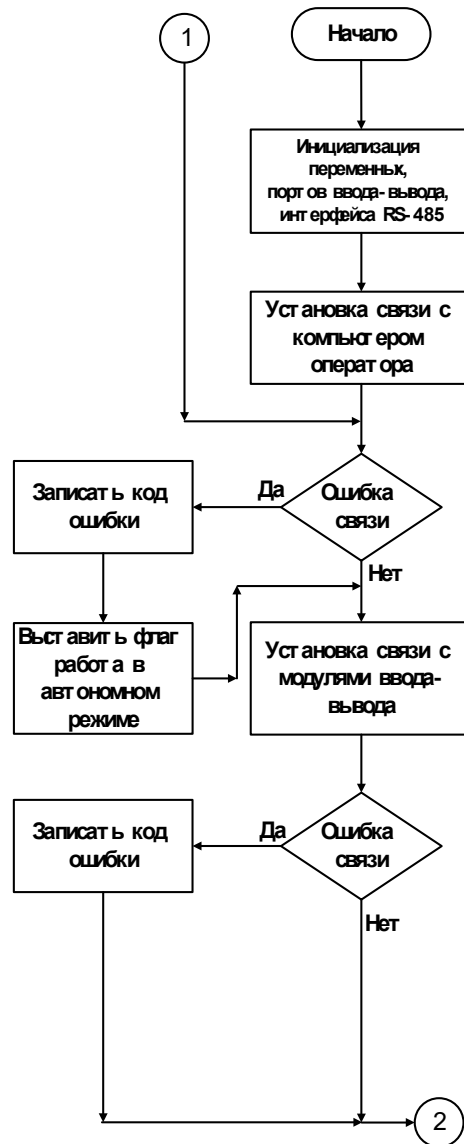 1
Начало
Инициализация
переменных,
портов ввода-вывода,
интерфейса RS-485
Установка связи с
компьютером
оператора
Ошибка
связи
Да
Нет
Записать код
ошибки
Выставить флаг
работа в
автономном
режиме
Установка связи с
модулями ввода-
вывода
Ошибка
связи
Да
Нет
Записать код
ошибки
2